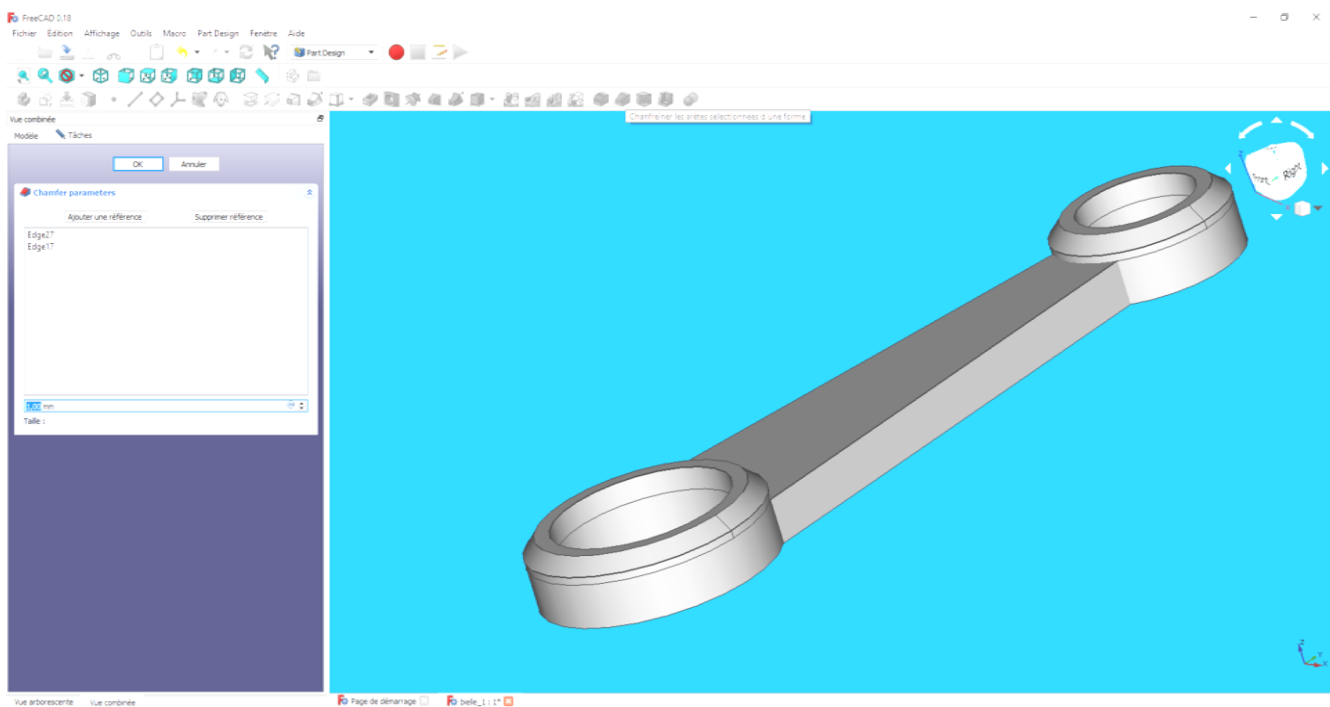 FreeCAD 0.18
Fichier Edition Affichage Outils Macro Part Design Fenêtre Aide
Part Design
Vue combinée
Chanfreiner les arêtes sélectionnées d'une forme
Modèle Tâches
OK Annuler
Right
Front
Chamfer parameters
Ajouter une référence Supprimer référence
Edge27
Edge17
1,00 mm
Taille :
Z
Y
X
Vue arborescente Vue combinée Page de démarrage bielle_1 : 1*